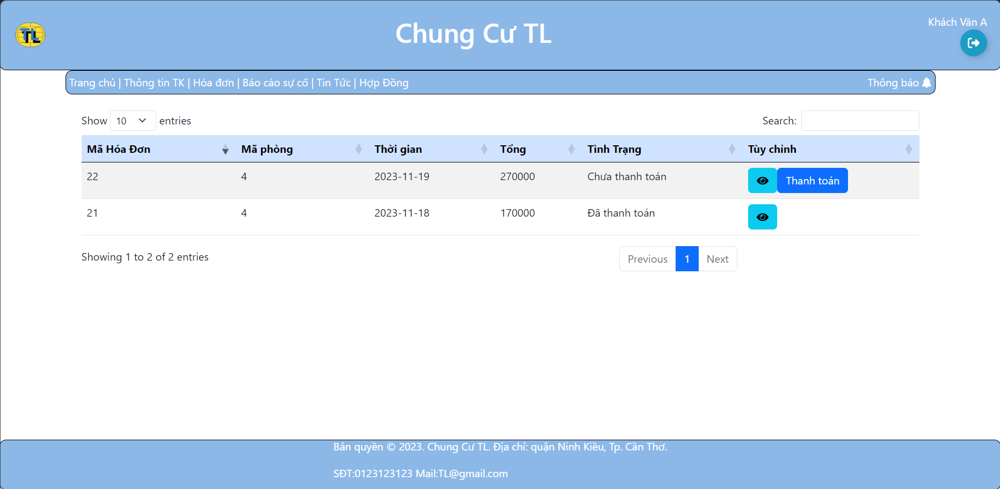 TL
Chung Cư TL
Khách Văn A
Trang chủ | Thông tin TK | Hóa đơn | Báo cáo sự cố | Tin Tức | Hợp Đồng
Thông báo
Show 10 entries
Search:
Mã Hóa Đơn Mã phòng Thời gian Tổng Tình Trạng Tùy chỉnh
22 4 2023-11-19 270000 Chưa thanh toán Thanh toán
21 4 2023-11-18 170000 Đã thanh toán
Showing 1 to 2 of 2 entries
Previous 1 Next
Bản quyền © 2023. Chung Cư TL. Địa chỉ: quận Ninh Kiều, Tp. Cần Thơ.
SĐT:0123123123 Mail:TL@gmail.com